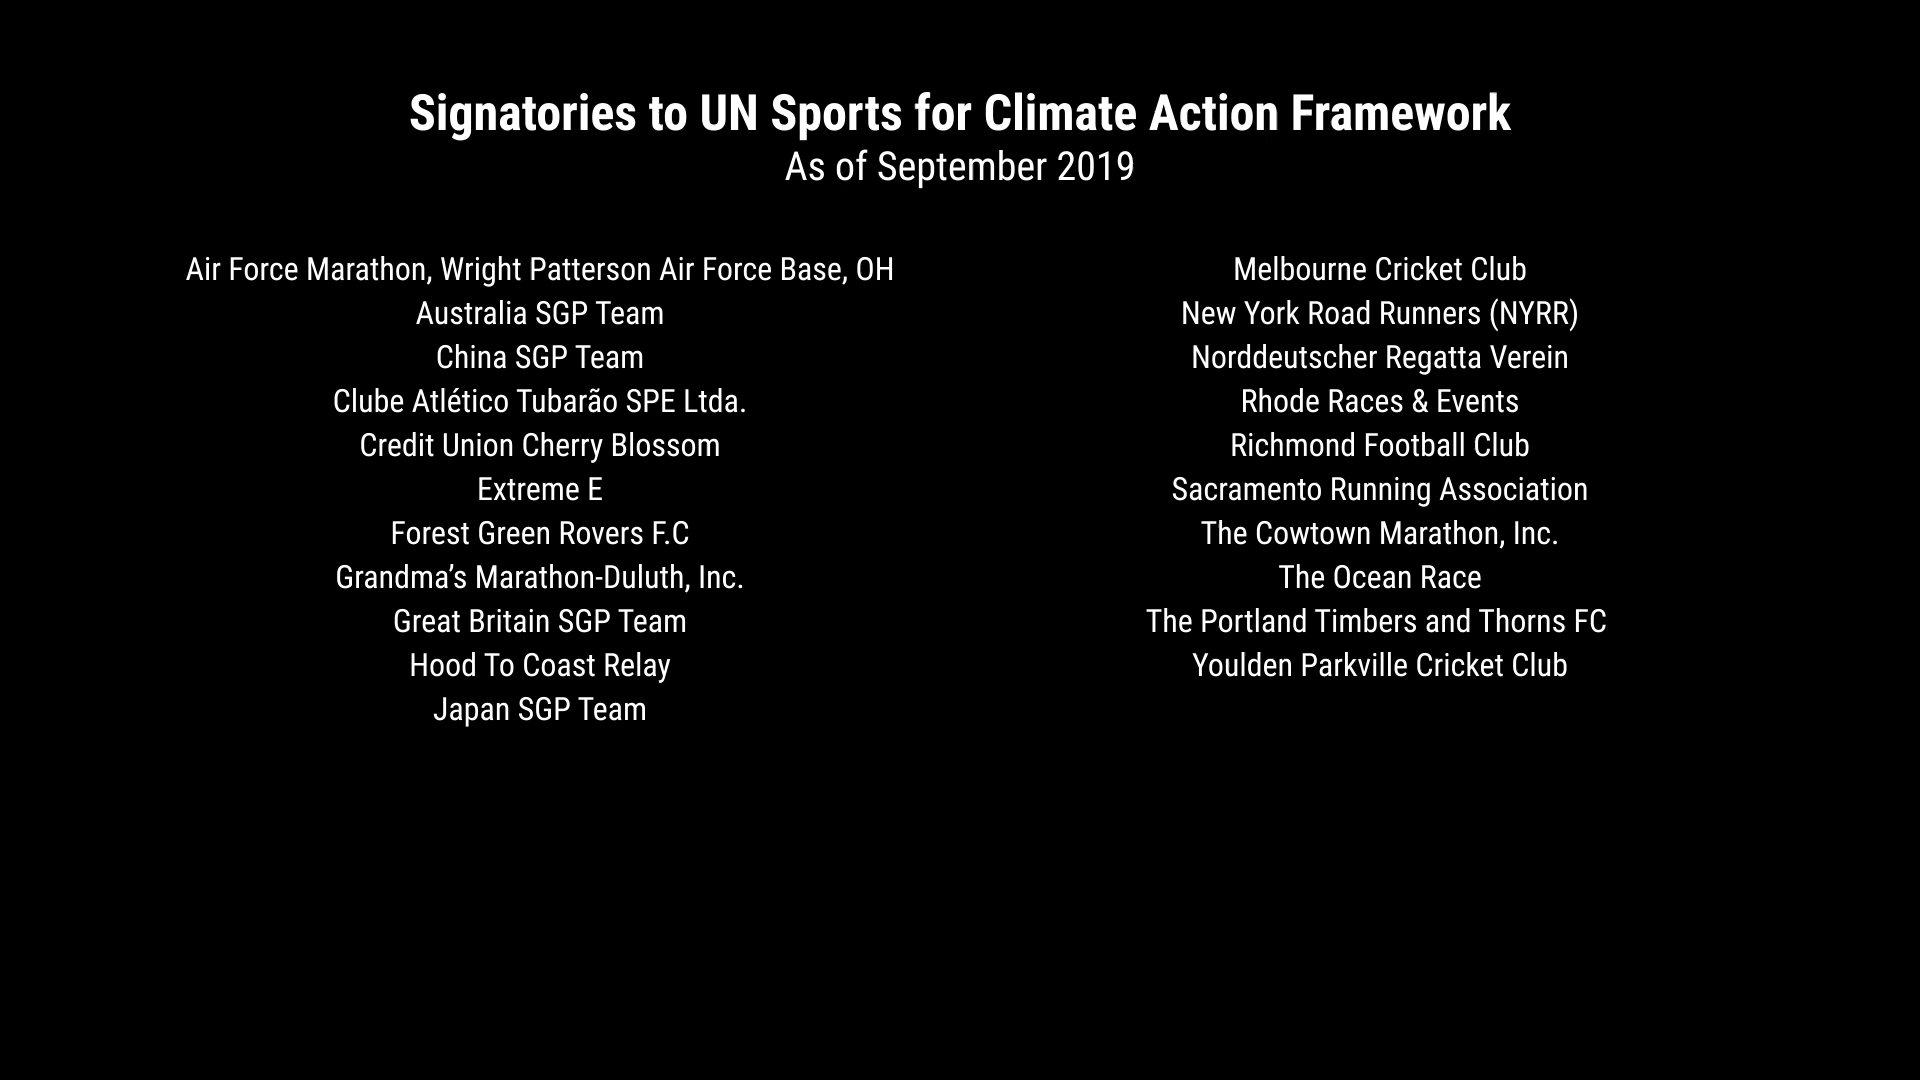 Signatories to UN Sports for Climate Action Framework
As of September 2019
Air Force Marathon, Wright Patterson Air Force Base, OH
Australia SGP Team
China SGP Team
Clube Atlético Tubarão SPE Ltda.
Credit Union Cherry Blossom
Extreme E
Forest Green Rovers F.C
Grandma’s Marathon-Duluth, Inc.
Great Britain SGP Team
Hood To Coast Relay
Japan SGP Team
Melbourne Cricket Club
New York Road Runners (NYRR)
Norddeutscher Regatta Verein
Rhode Races & Events
Richmond Football Club
Sacramento Running Association
The Cowtown Marathon, Inc.
The Ocean Race
The Portland Timbers and Thorns FC
Youlden Parkville Cricket Club